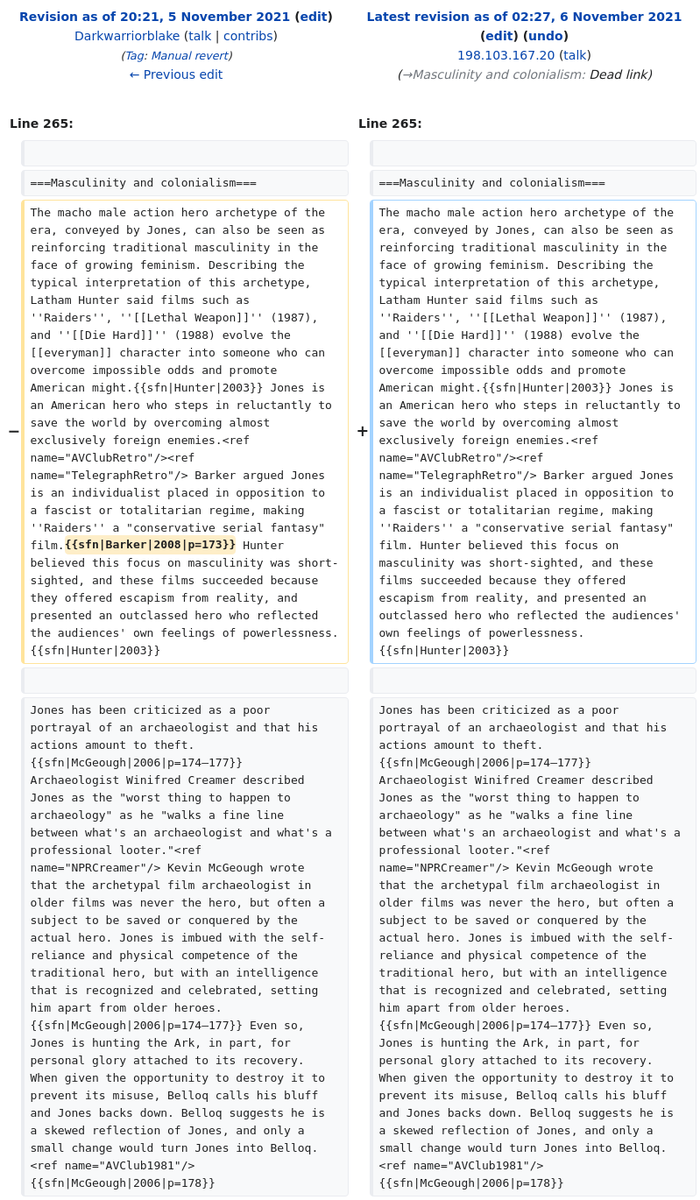 Revision as of 20:21, 5 November 2021 (edit)
Darkwarriorblake (talk | contribs)
(Tag: Manual revert)
← Previous edit
Latest revision as of 02:27, 6 November 2021
(edit) (undo)
198.103.167.20 (talk)
(→Masculinity and colonialism: Dead link)
Line 265:
===Masculinity and colonialism===
−
The macho male action hero archetype of the
era, conveyed by Jones, can also be seen as
reinforcing traditional masculinity in the
face of growing feminism. Describing the
typical interpretation of this archetype,
Latham Hunter said films such as
''Raiders'', ''[[Lethal Weapon]]'' (1987),
and ''[[Die Hard]]'' (1988) evolve the
[[everyman]] character into someone who can
overcome impossible odds and promote
American might.{{sfn|Hunter|2003}} Jones is
an American hero who steps in reluctantly to
save the world by overcoming almost
exclusively foreign enemies.<ref
name="AVClubRetro"/><ref
name="TelegraphRetro"/> Barker argued Jones
is an individualist placed in opposition to
a fascist or totalitarian regime, making
''Raiders'' a "conservative serial fantasy"
film.{{sfn|Barker|2008|p=173}} Hunter
believed this focus on masculinity was short-
sighted, and these films succeeded because
they offered escapism from reality, and
presented an outclassed hero who reflected
the audiences' own feelings of powerlessness.
{{sfn|Hunter|2003}}
Jones has been criticized as a poor
portrayal of an archaeologist and that his
actions amount to theft.
{{sfn|McGeough|2006|p=174–177}}
Archaeologist Winifred Creamer described
Jones as the "worst thing to happen to
archaeology" as he "walks a fine line
between what's an archaeologist and what's a
professional looter."<ref
name="NPRCreamer"/> Kevin McGeough wrote
that the archetypal film archaeologist in
older films was never the hero, but often a
subject to be saved or conquered by the
actual hero. Jones is imbued with the self-
reliance and physical competence of the
traditional hero, but with an intelligence
that is recognized and celebrated, setting
him apart from older heroes.
{{sfn|McGeough|2006|p=174–177}} Even so,
Jones is hunting the Ark, in part, for
personal glory attached to its recovery.
When given the opportunity to destroy it to
prevent its misuse, Belloq calls his bluff
and Jones backs down. Belloq suggests he is
a skewed reflection of Jones, and only a
small change would turn Jones into Belloq.
<ref name="AVClub1981"/>
{{sfn|McGeough|2006|p=178}}
Line 265:
===Masculinity and colonialism===
+
The macho male action hero archetype of the
era, conveyed by Jones, can also be seen as
reinforcing traditional masculinity in the
face of growing feminism. Describing the
typical interpretation of this archetype,
Latham Hunter said films such as
''Raiders'', ''[[Lethal Weapon]]'' (1987),
and ''[[Die Hard]]'' (1988) evolve the
[[everyman]] character into someone who can
overcome impossible odds and promote
American might.{{sfn|Hunter|2003}} Jones is
an American hero who steps in reluctantly to
save the world by overcoming almost
exclusively foreign enemies.<ref
name="AVClubRetro"/><ref
name="TelegraphRetro"/> Barker argued Jones
is an individualist placed in opposition to
a fascist or totalitarian regime, making
''Raiders'' a "conservative serial fantasy"
film. Hunter believed this focus on
masculinity was short-sighted, and these
films succeeded because they offered
escapism from reality, and presented an
outclassed hero who reflected the audiences'
own feelings of powerlessness.
{{sfn|Hunter|2003}}
Jones has been criticized as a poor
portrayal of an archaeologist and that his
actions amount to theft.
{{sfn|McGeough|2006|p=174–177}}
Archaeologist Winifred Creamer described
Jones as the "worst thing to happen to
archaeology" as he "walks a fine line
between what's an archaeologist and what's a
professional looter."<ref
name="NPRCreamer"/> Kevin McGeough wrote
that the archetypal film archaeologist in
older films was never the hero, but often a
subject to be saved or conquered by the
actual hero. Jones is imbued with the self-
reliance and physical competence of the
traditional hero, but with an intelligence
that is recognized and celebrated, setting
him apart from older heroes.
{{sfn|McGeough|2006|p=174–177}} Even so,
Jones is hunting the Ark, in part, for
personal glory attached to its recovery.
When given the opportunity to destroy it to
prevent its misuse, Belloq calls his bluff
and Jones backs down. Belloq suggests he is
a skewed reflection of Jones, and only a
small change would turn Jones into Belloq.
<ref name="AVClub1981"/>
{{sfn|McGeough|2006|p=178}}